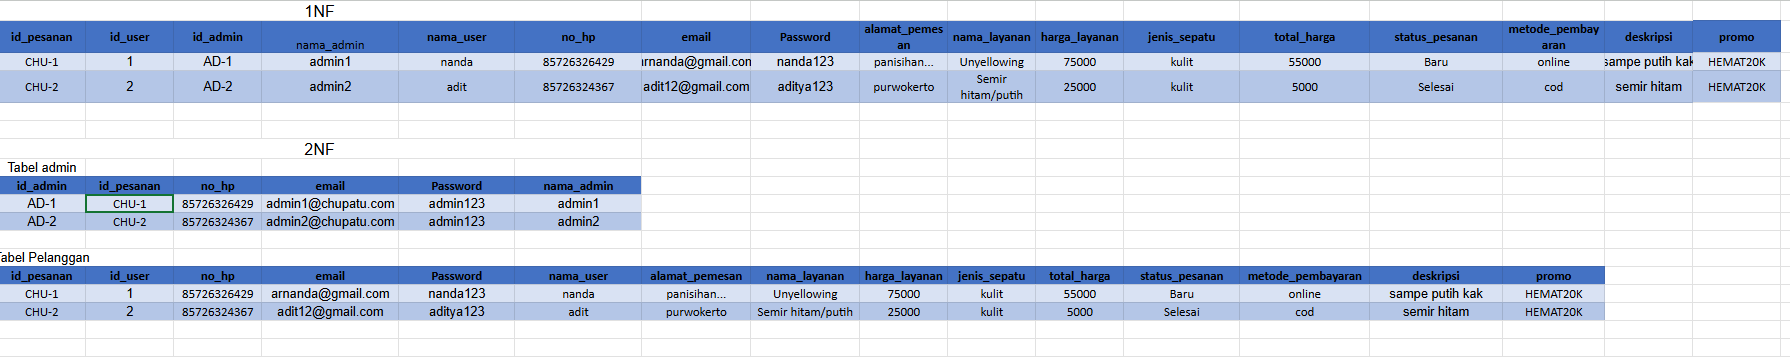 1NF
id_pesanan id_user id_admin nama_admin nama_user no_hp email Password alamat_pemes an nama_layanan harga_layanan jenis_sepatu total_harga status_pesanan metode_pembay aran deskripsi promo
CHU-1 1 AD-1 admin1 nanda 85726326429 arnanda@gmail.com nanda123 panisihan... Unyellowing 75000 kulit 55000 Baru online sampe putih kak HEMAT20K
CHU-2 2 AD-2 admin2 adit 85726324367 adit12@gmail.com aditya123 purwokerto Semir hitam/putih 25000 kulit 5000 Selesai cod semir hitam HEMAT20K
2NF
Tabel admin
id_admin id_pesanan no_hp email Password nama_admin
AD-1 CHU-1 85726326429 admin1@chupatu.com admin123 admin1
AD-2 CHU-2 85726324367 admin2@chupatu.com admin123 admin2
Tabel Pelanggan
id_pesanan id_user no_hp email Password nama_user alamat_pemesan nama_layanan harga_layanan jenis_sepatu total_harga status_pesanan metode_pembayaran deskripsi promo
CHU-1 1 85726326429 arnanda@gmail.com nanda123 nanda panisihan... Unyellowing 75000 kulit 55000 Baru online sampe putih kak HEMAT20K
CHU-2 2 85726324367 adit12@gmail.com aditya123 adit purwokerto Semir hitam/putih 25000 kulit 5000 Selesai cod semir hitam HEMAT20K